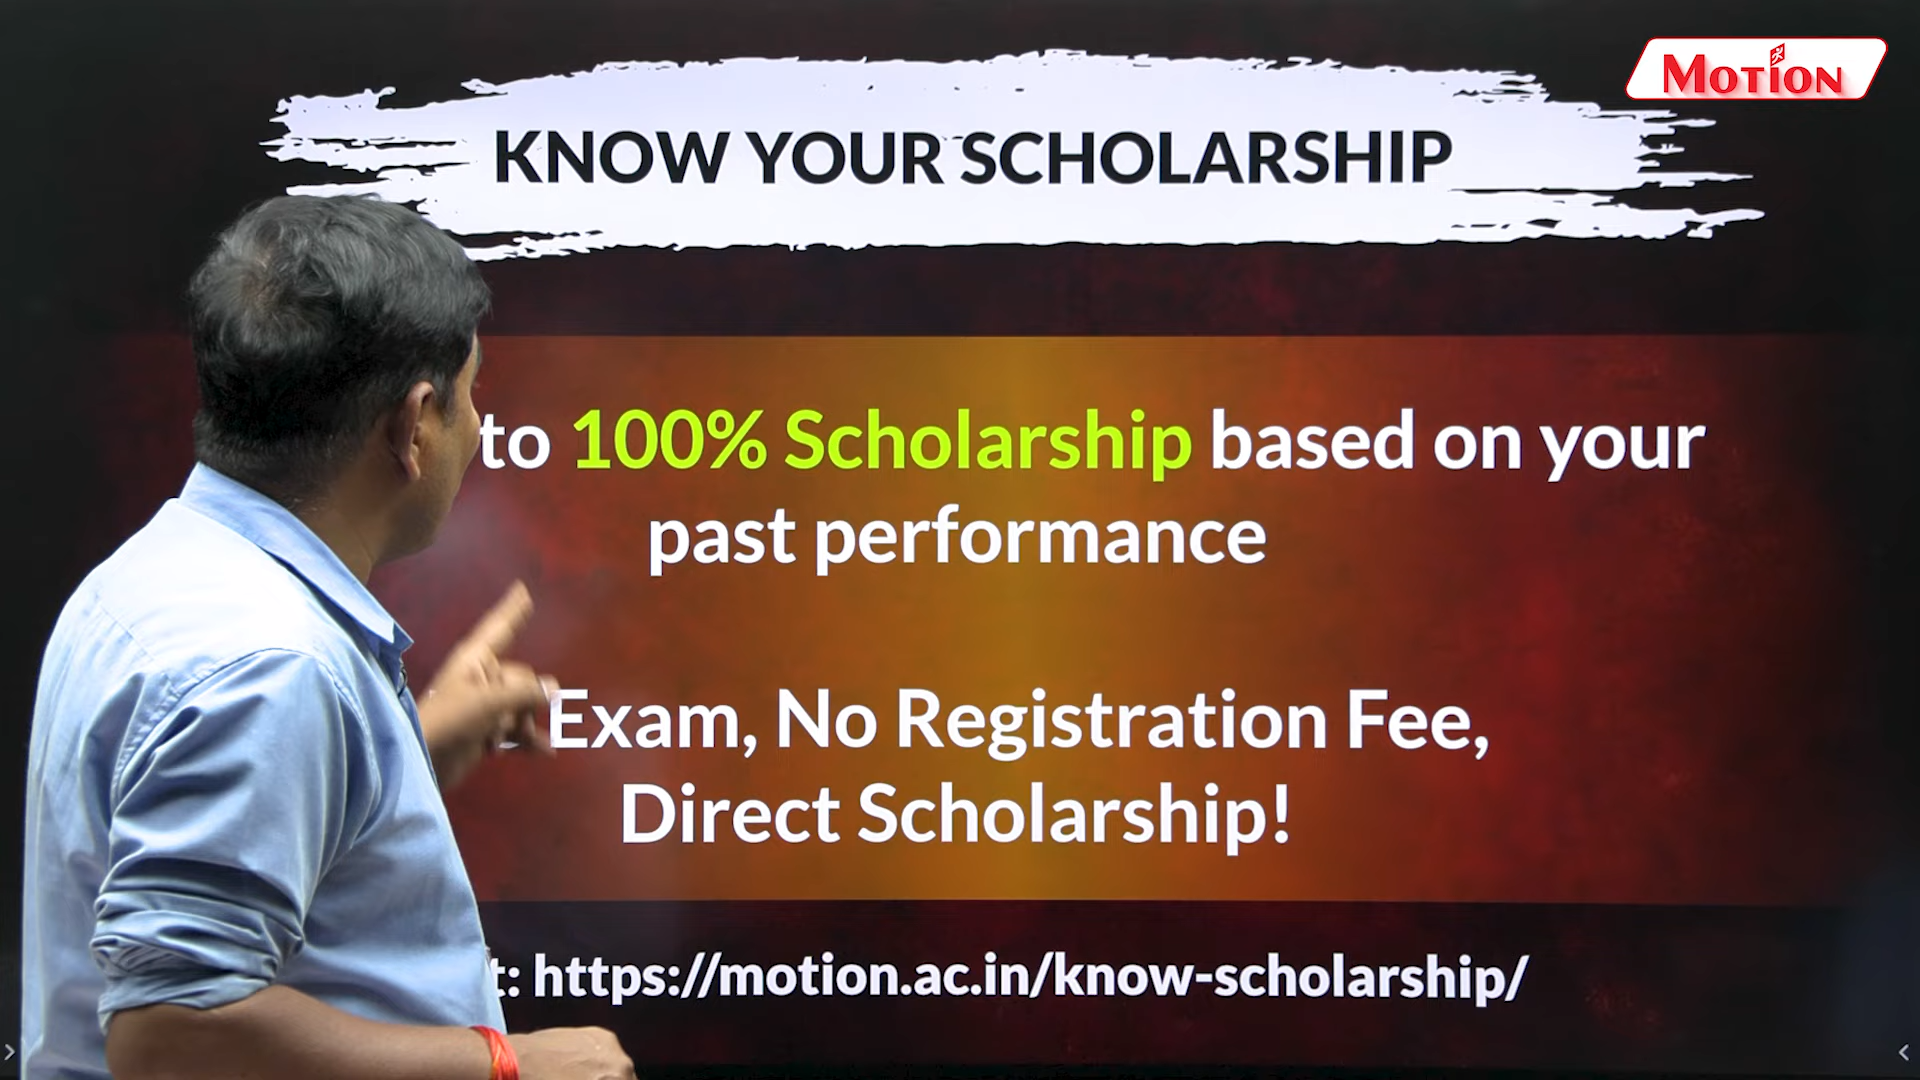 MOTION
KNOW YOUR SCHOLARSHIP
to 100% Scholarship based on your
past performance
Exam, No Registration Fee,
Direct Scholarship!
https://motion.ac.in/know-scholarship/